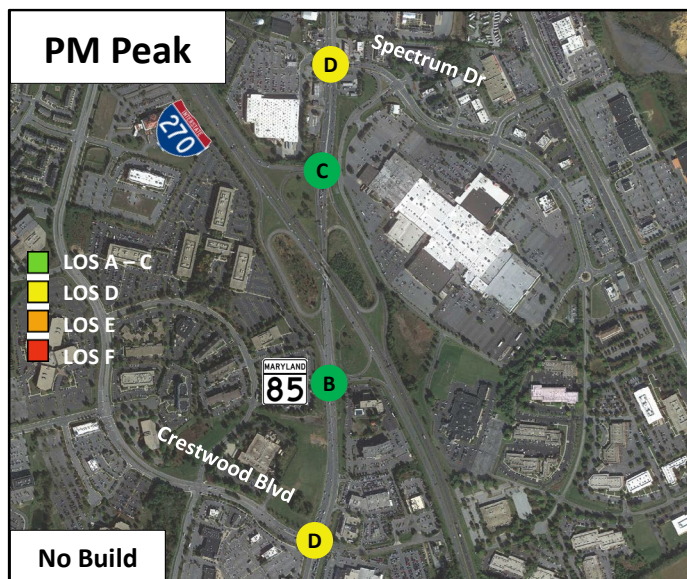 PM Peak
D
Spectrum Dr
INTERSTATE
270
C
LOS A – C
LOS D
LOS E
LOS F
MARYLAND
85
B
Crestwood Blvd
D
No Build